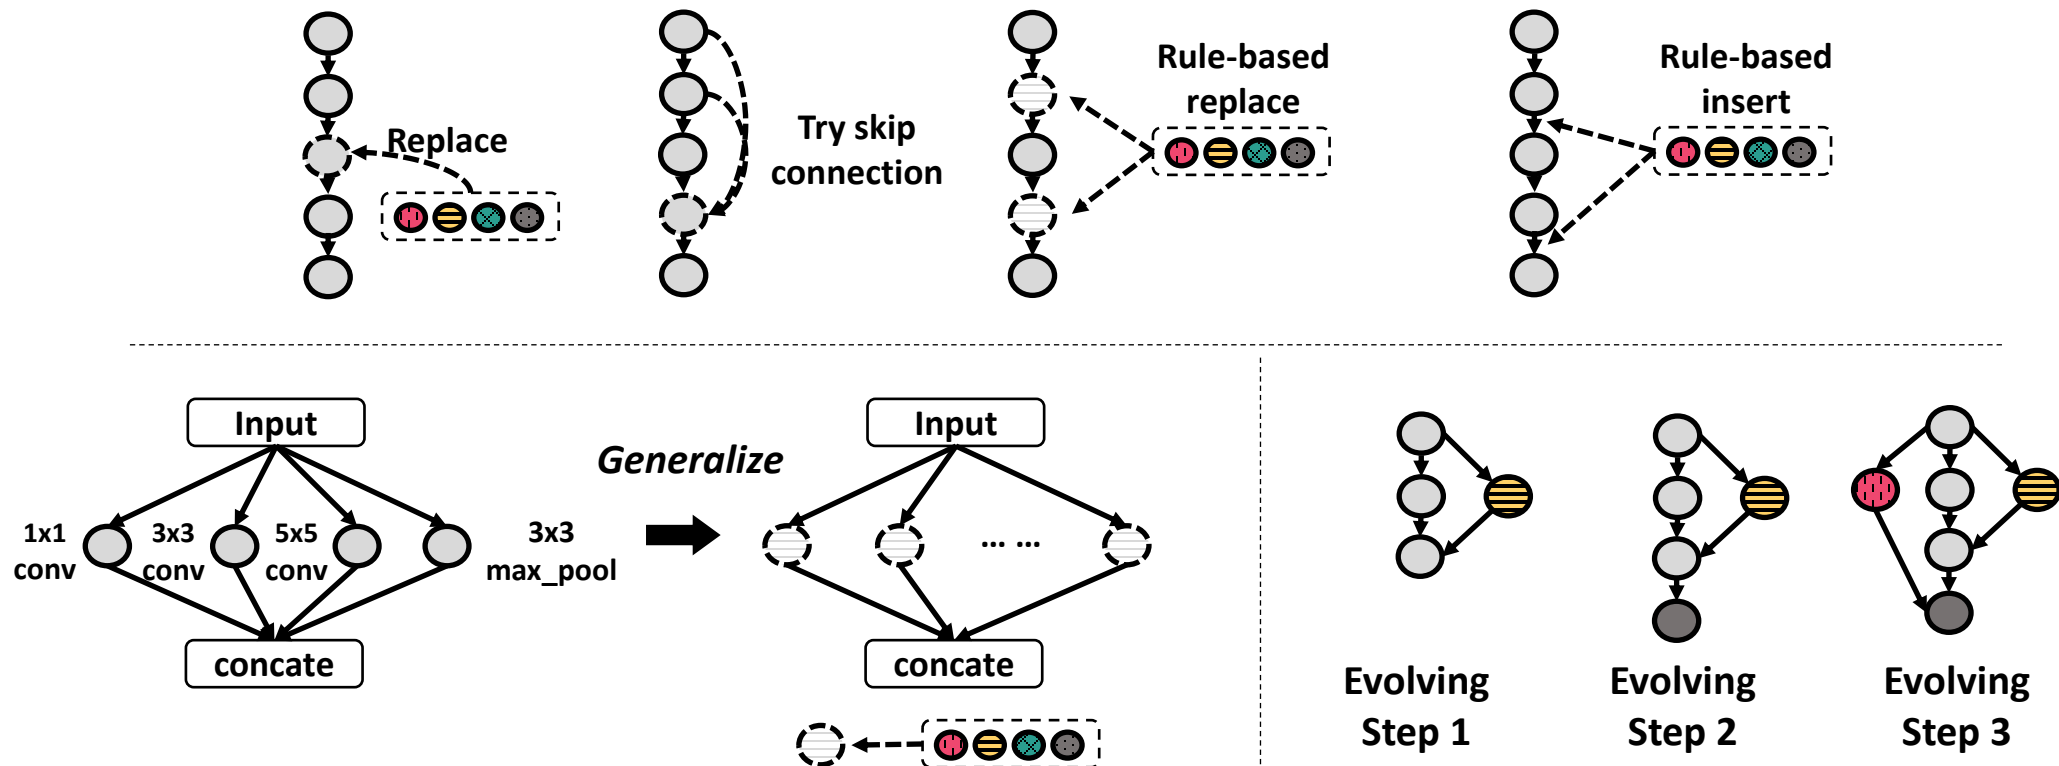 Replace
Try skip
connection
Rule-based
replace
Rule-based
insert
Input
1x1
conv
3x3
conv
5x5
conv
3x3
max_pool
concate
Generalize
Input
... ...
concate
Evolving
Step 1
Evolving
Step 2
Evolving
Step 3